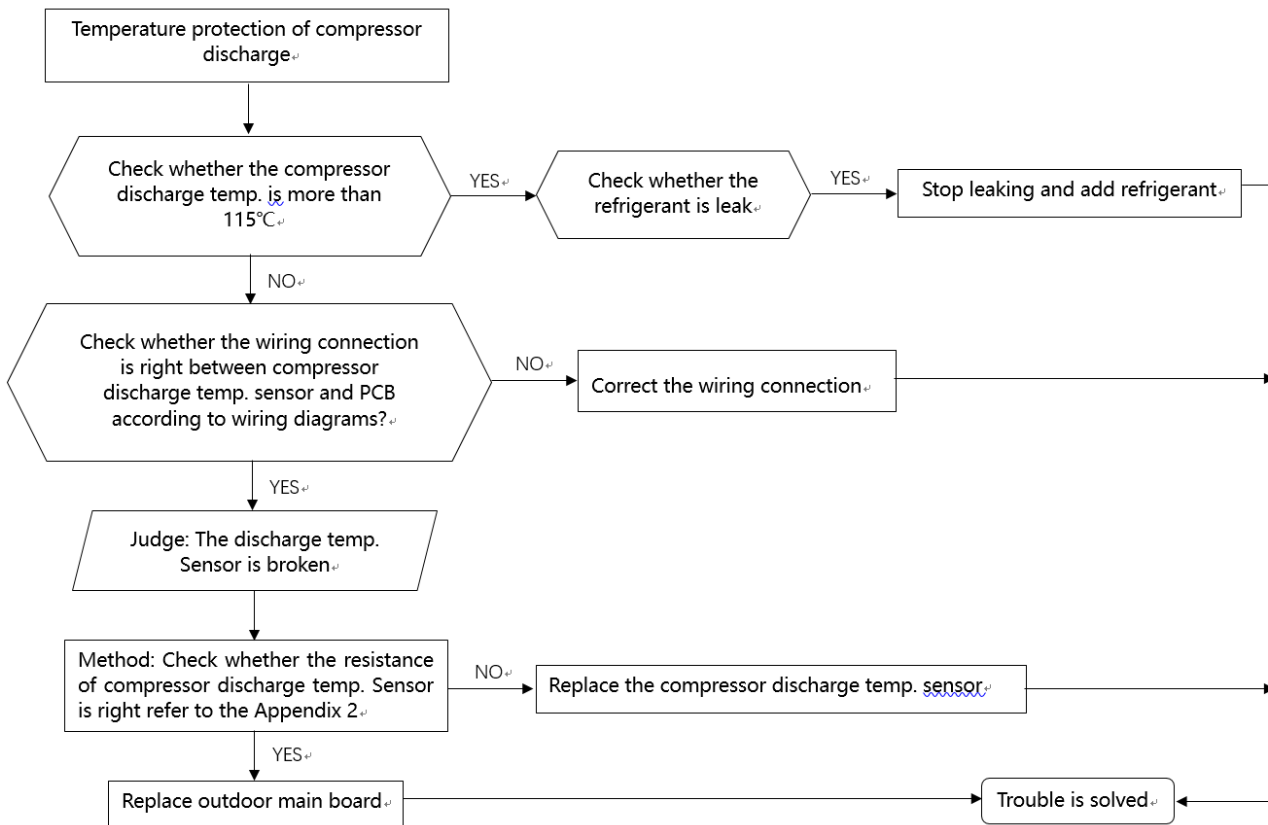 Temperature protection of compressor
discharge
Check whether the compressor
discharge temp. is more than
115℃
YES
Check whether the
refrigerant is leak
YES
Stop leaking and add refrigerant
NO
Check whether the wiring connection
is right between compressor
discharge temp. sensor and PCB
according to wiring diagrams?
NO
Correct the wiring connection
YES
Judge: The discharge temp.
Sensor is broken
Method: Check whether the resistance
of compressor discharge temp. Sensor
is right refer to the Appendix 2
NO
Replace the compressor discharge temp. sensor
YES
Replace outdoor main board
Trouble is solved